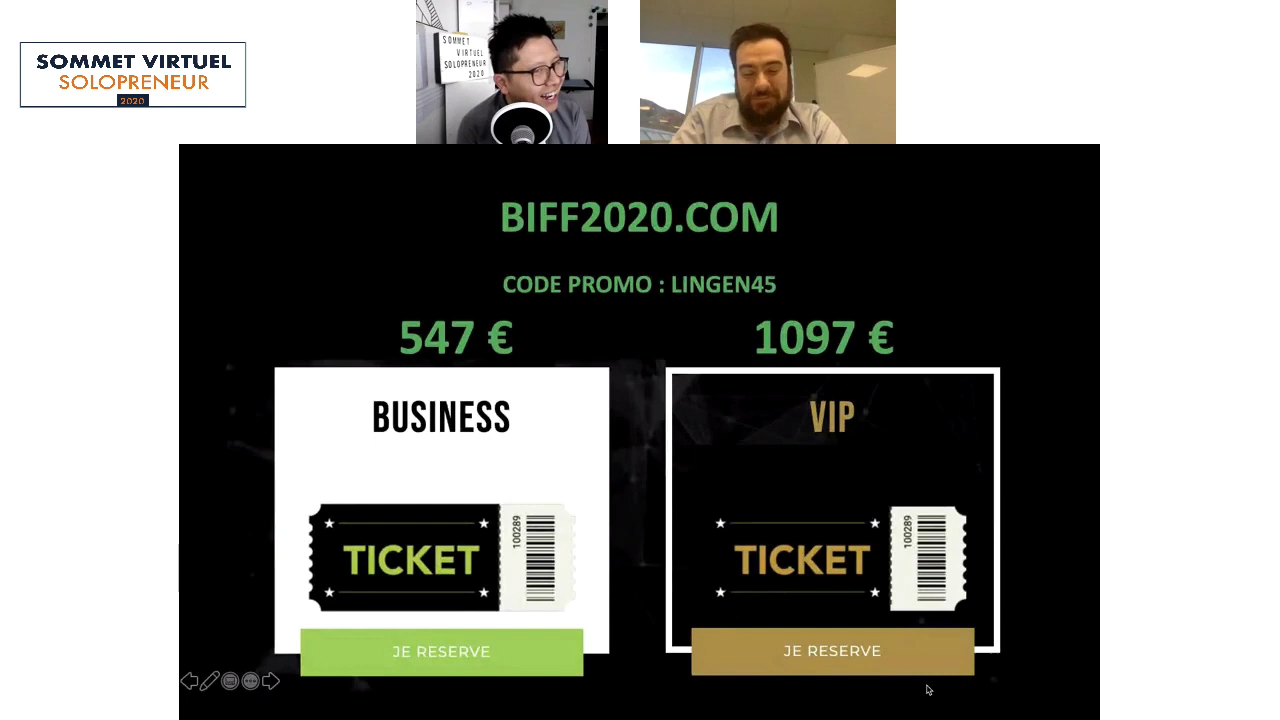 SOMMET VIRTUEL
SOLOPRENEUR
2020
SOMMET
VIRTUEL
SOLOPRENEUR
2020
BIFF2020.COM
CODE PROMO : LINGEN45
547 €
1097 €
BUSINESS
VIP
TICKET
100289
TICKET
100289
JE RESERVE
JE RESERVE